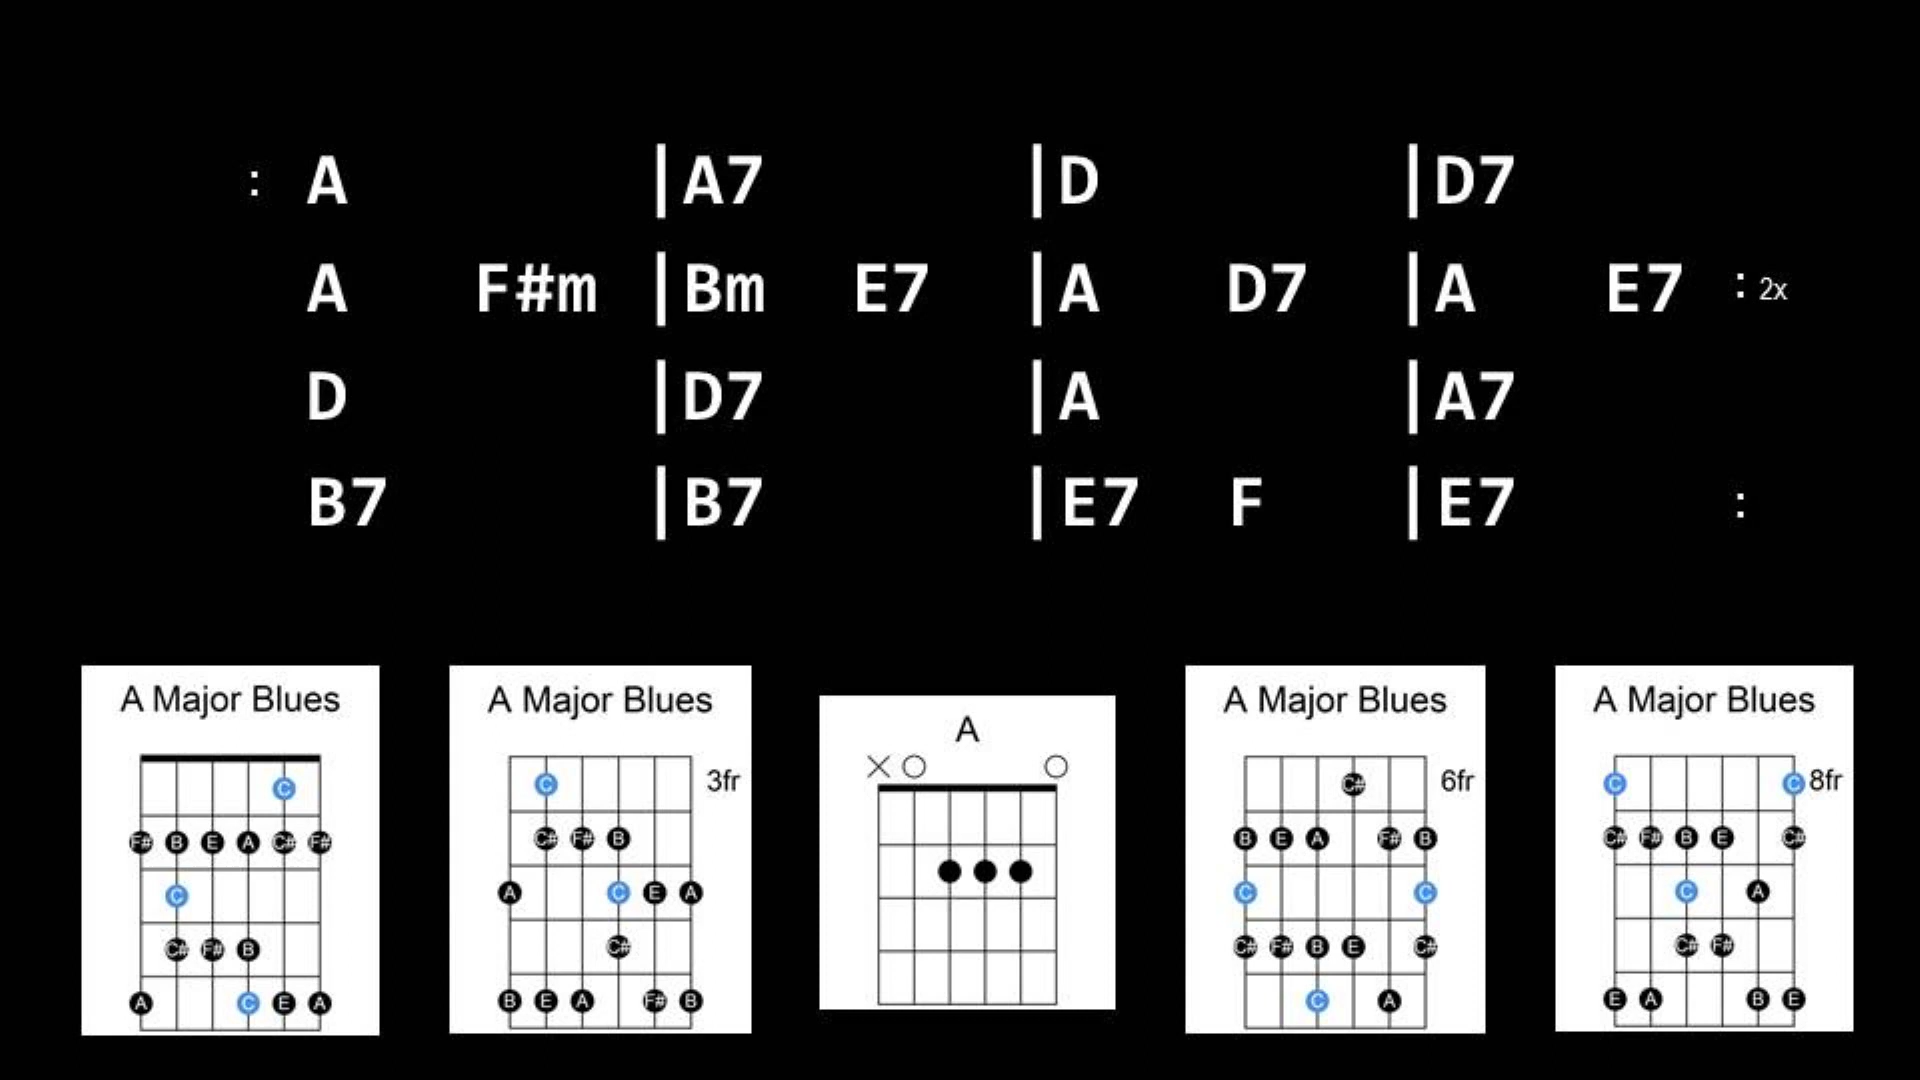 : A |A7 |D |D7
A F#m |Bm E7 |A D7 |A E7 : 2x
D |D7 |A |A7
B7 |B7 |E7 F |E7 :
A Major Blues
C
F# B E A C# F#
C
C# F# B
A C E A
A Major Blues
C 3fr
C# F# B
A C E A
C#
B E A F# B
A
A Major Blues
C# 6fr
B E A F# B
C C
C# F# B E C#
C A
A Major Blues
C C 8fr
C# F# B E C#
C A
C# F#
E A B E